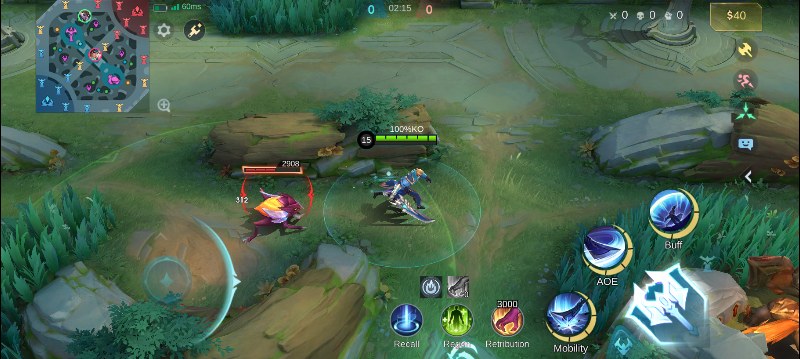 60ms
0 02:15 0
0 0 0
$40
100%KO
15
2908
312
Buff
AOE
3000
Recall
Regen
Retribution
Mobility